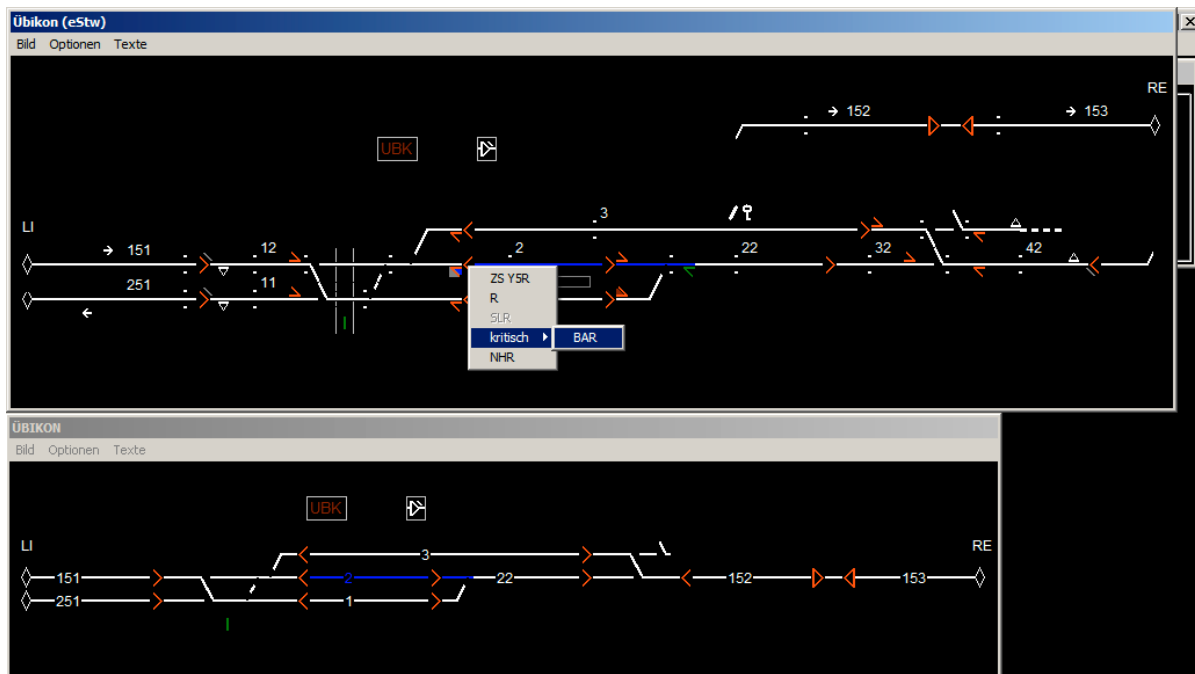 Übikon (eStw)
Bild Optionen Texte
RE
152
153
UBK
3
LI
151
12
2
22
32
42
251
11
ZS Y5R
R
SLR
kritisch
BAR
NHR
ÜBIKON
Bild Optionen Texte
UBK
LI
RE
3
151
2
22
152
153
251
1